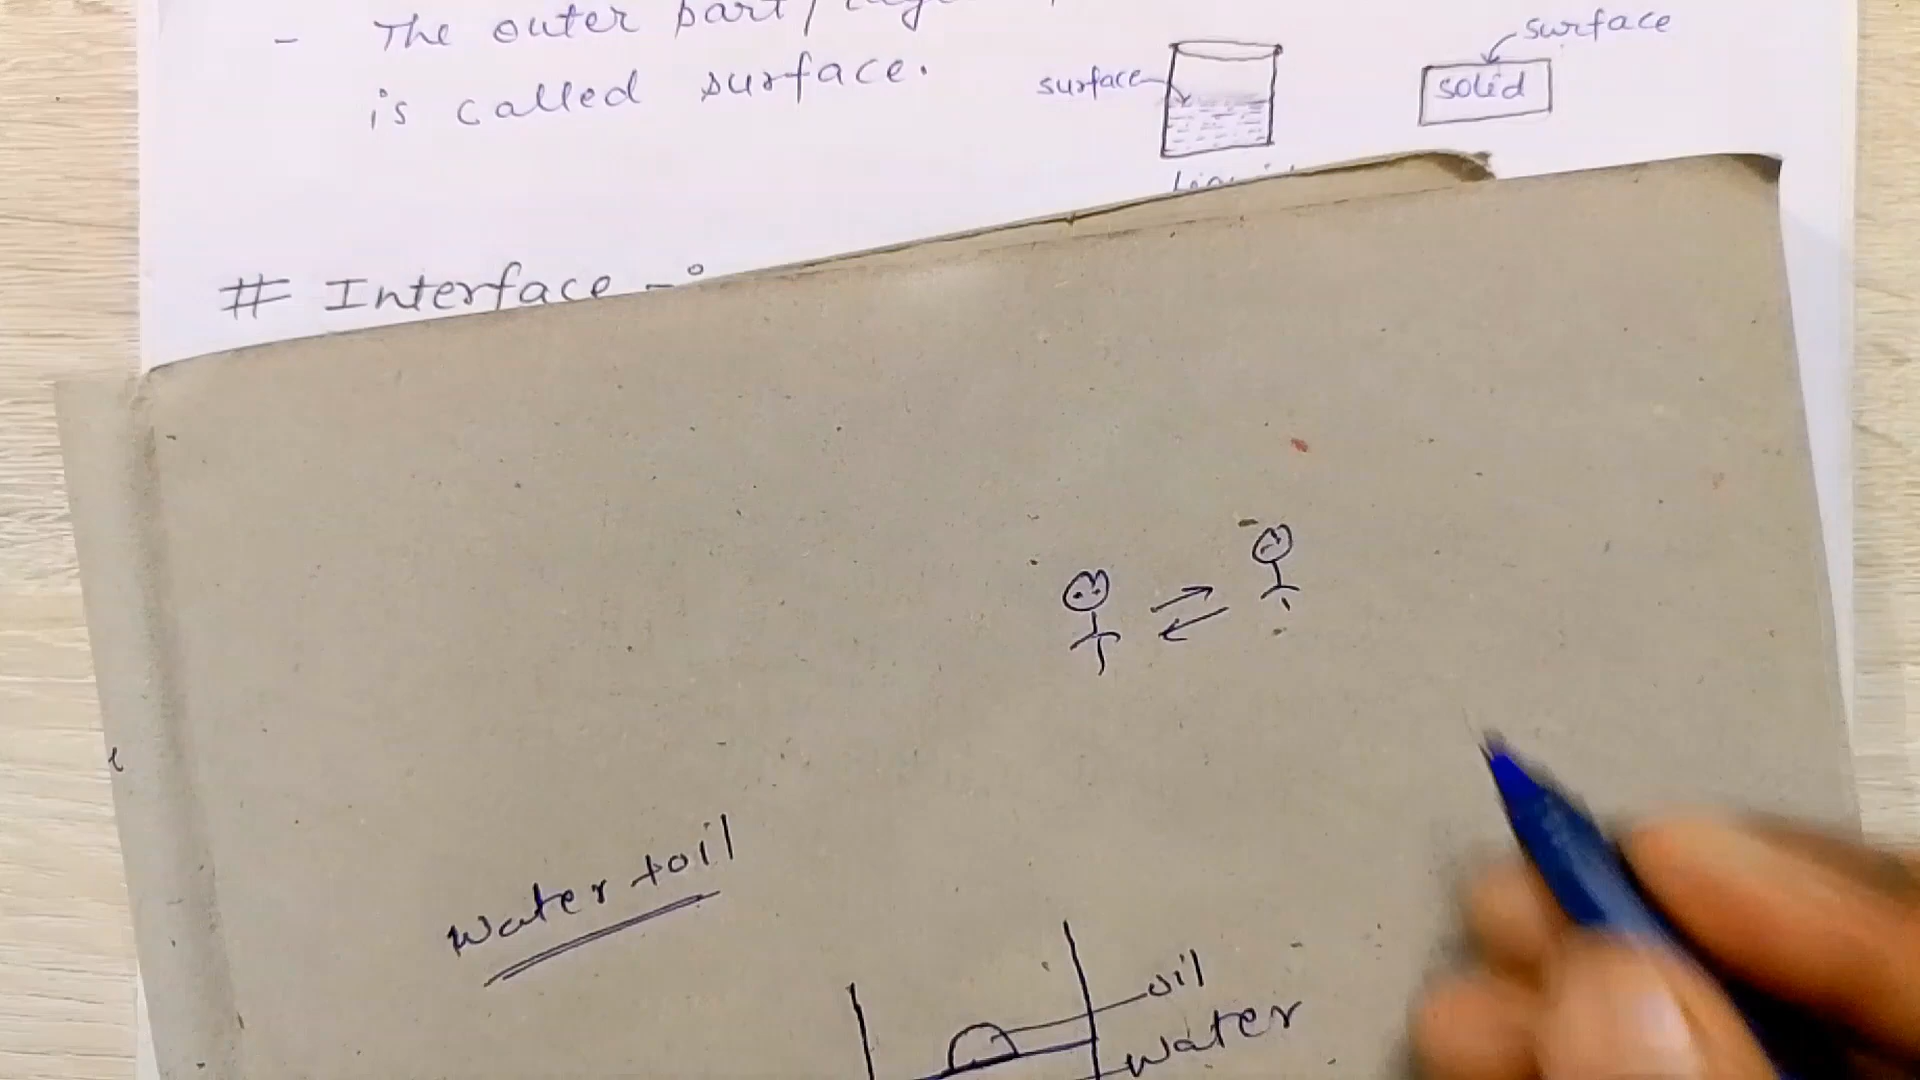 - The outer part/
is called surface.
surface
surface
solid
# Interface -:
water + oil
oil
water